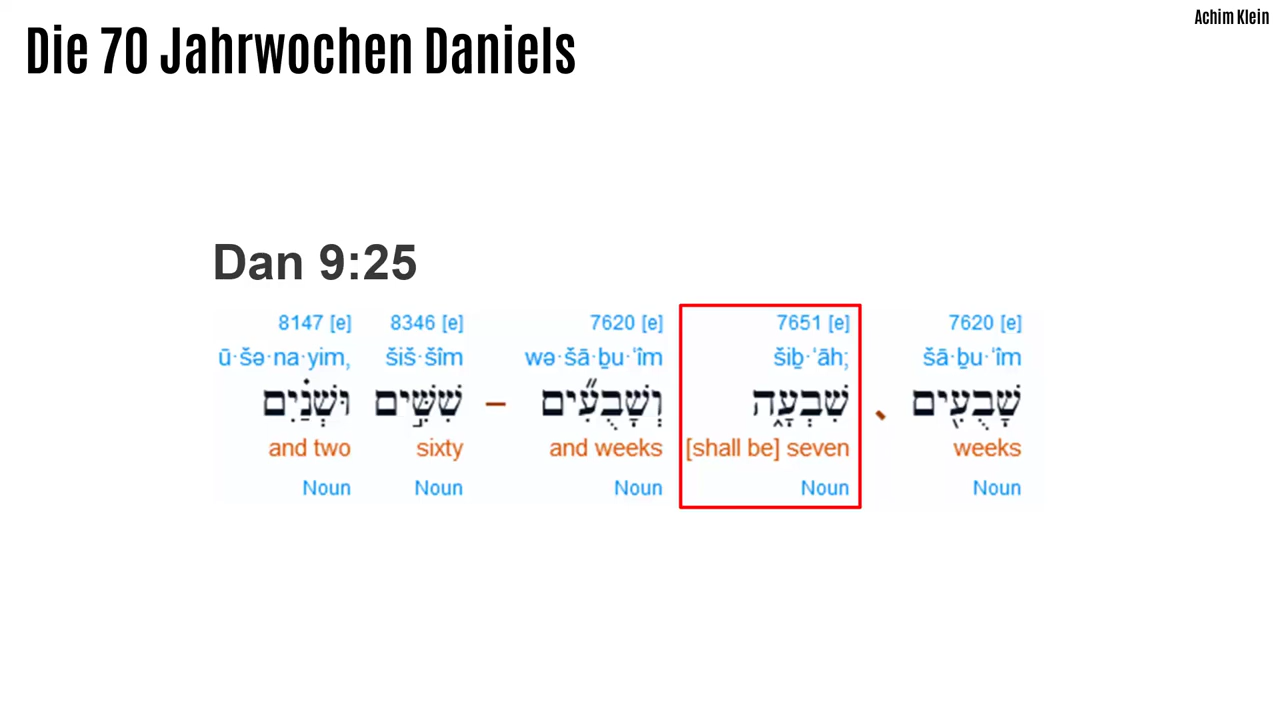 Achim Klein
Die 70 Jahrwochen Daniels
Dan 9:25
8147 [e] 8346 [e] 7620 [e] 7651 [e] 7620 [e]
ū·šə·na·yim, šiš·šîm wə·šā·ḇu·‘îm šiḇ·‘āh; šā·ḇu·‘îm
שָׁבֻעִ֖ים 、 שִׁבְעָ֑ה וְשָׁבֻעִ֞ים – שִׁשִּׁ֣ים וּשְׁנַ֗יִם
and two sixty and weeks [shall be] seven weeks
Noun Noun Noun Noun Noun